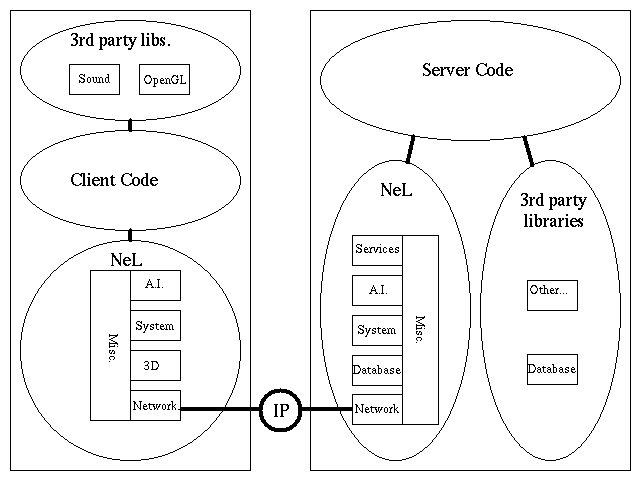 3rd party libs.
Sound
OpenGL
Client Code
NeL
A.I.
System
3D
Network
Misc.
IP
Server Code
NeL
Services
A.I.
System
Database
Network
Misc.
3rd party
libraries
Other...
Database